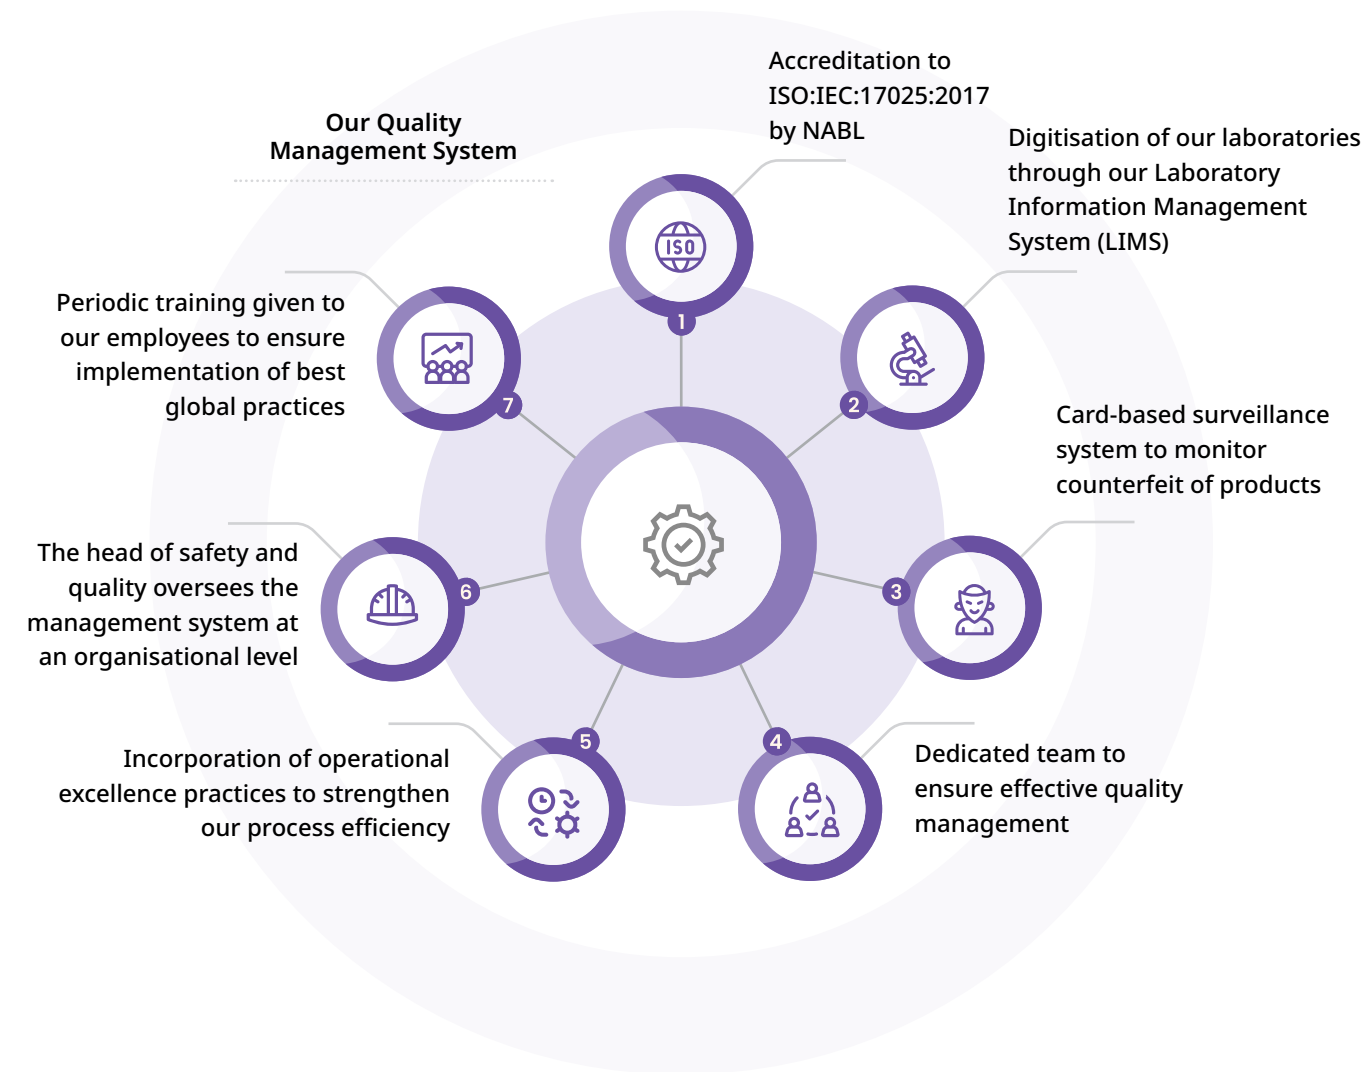 Our Quality
Management System
Accreditation to
ISO:IEC:17025:2017
by NABL
ISO
1
Digitisation of our laboratories
through our Laboratory
Information Management
System (LIMS)
2
Card-based surveillance
system to monitor
counterfeit of products
3
Dedicated team to
ensure effective quality
management
4
Incorporation of operational
excellence practices to strengthen
our process efficiency
5
The head of safety and
quality oversees the
management system at
an organisational level
6
Periodic training given to
our employees to ensure
implementation of best
global practices
7